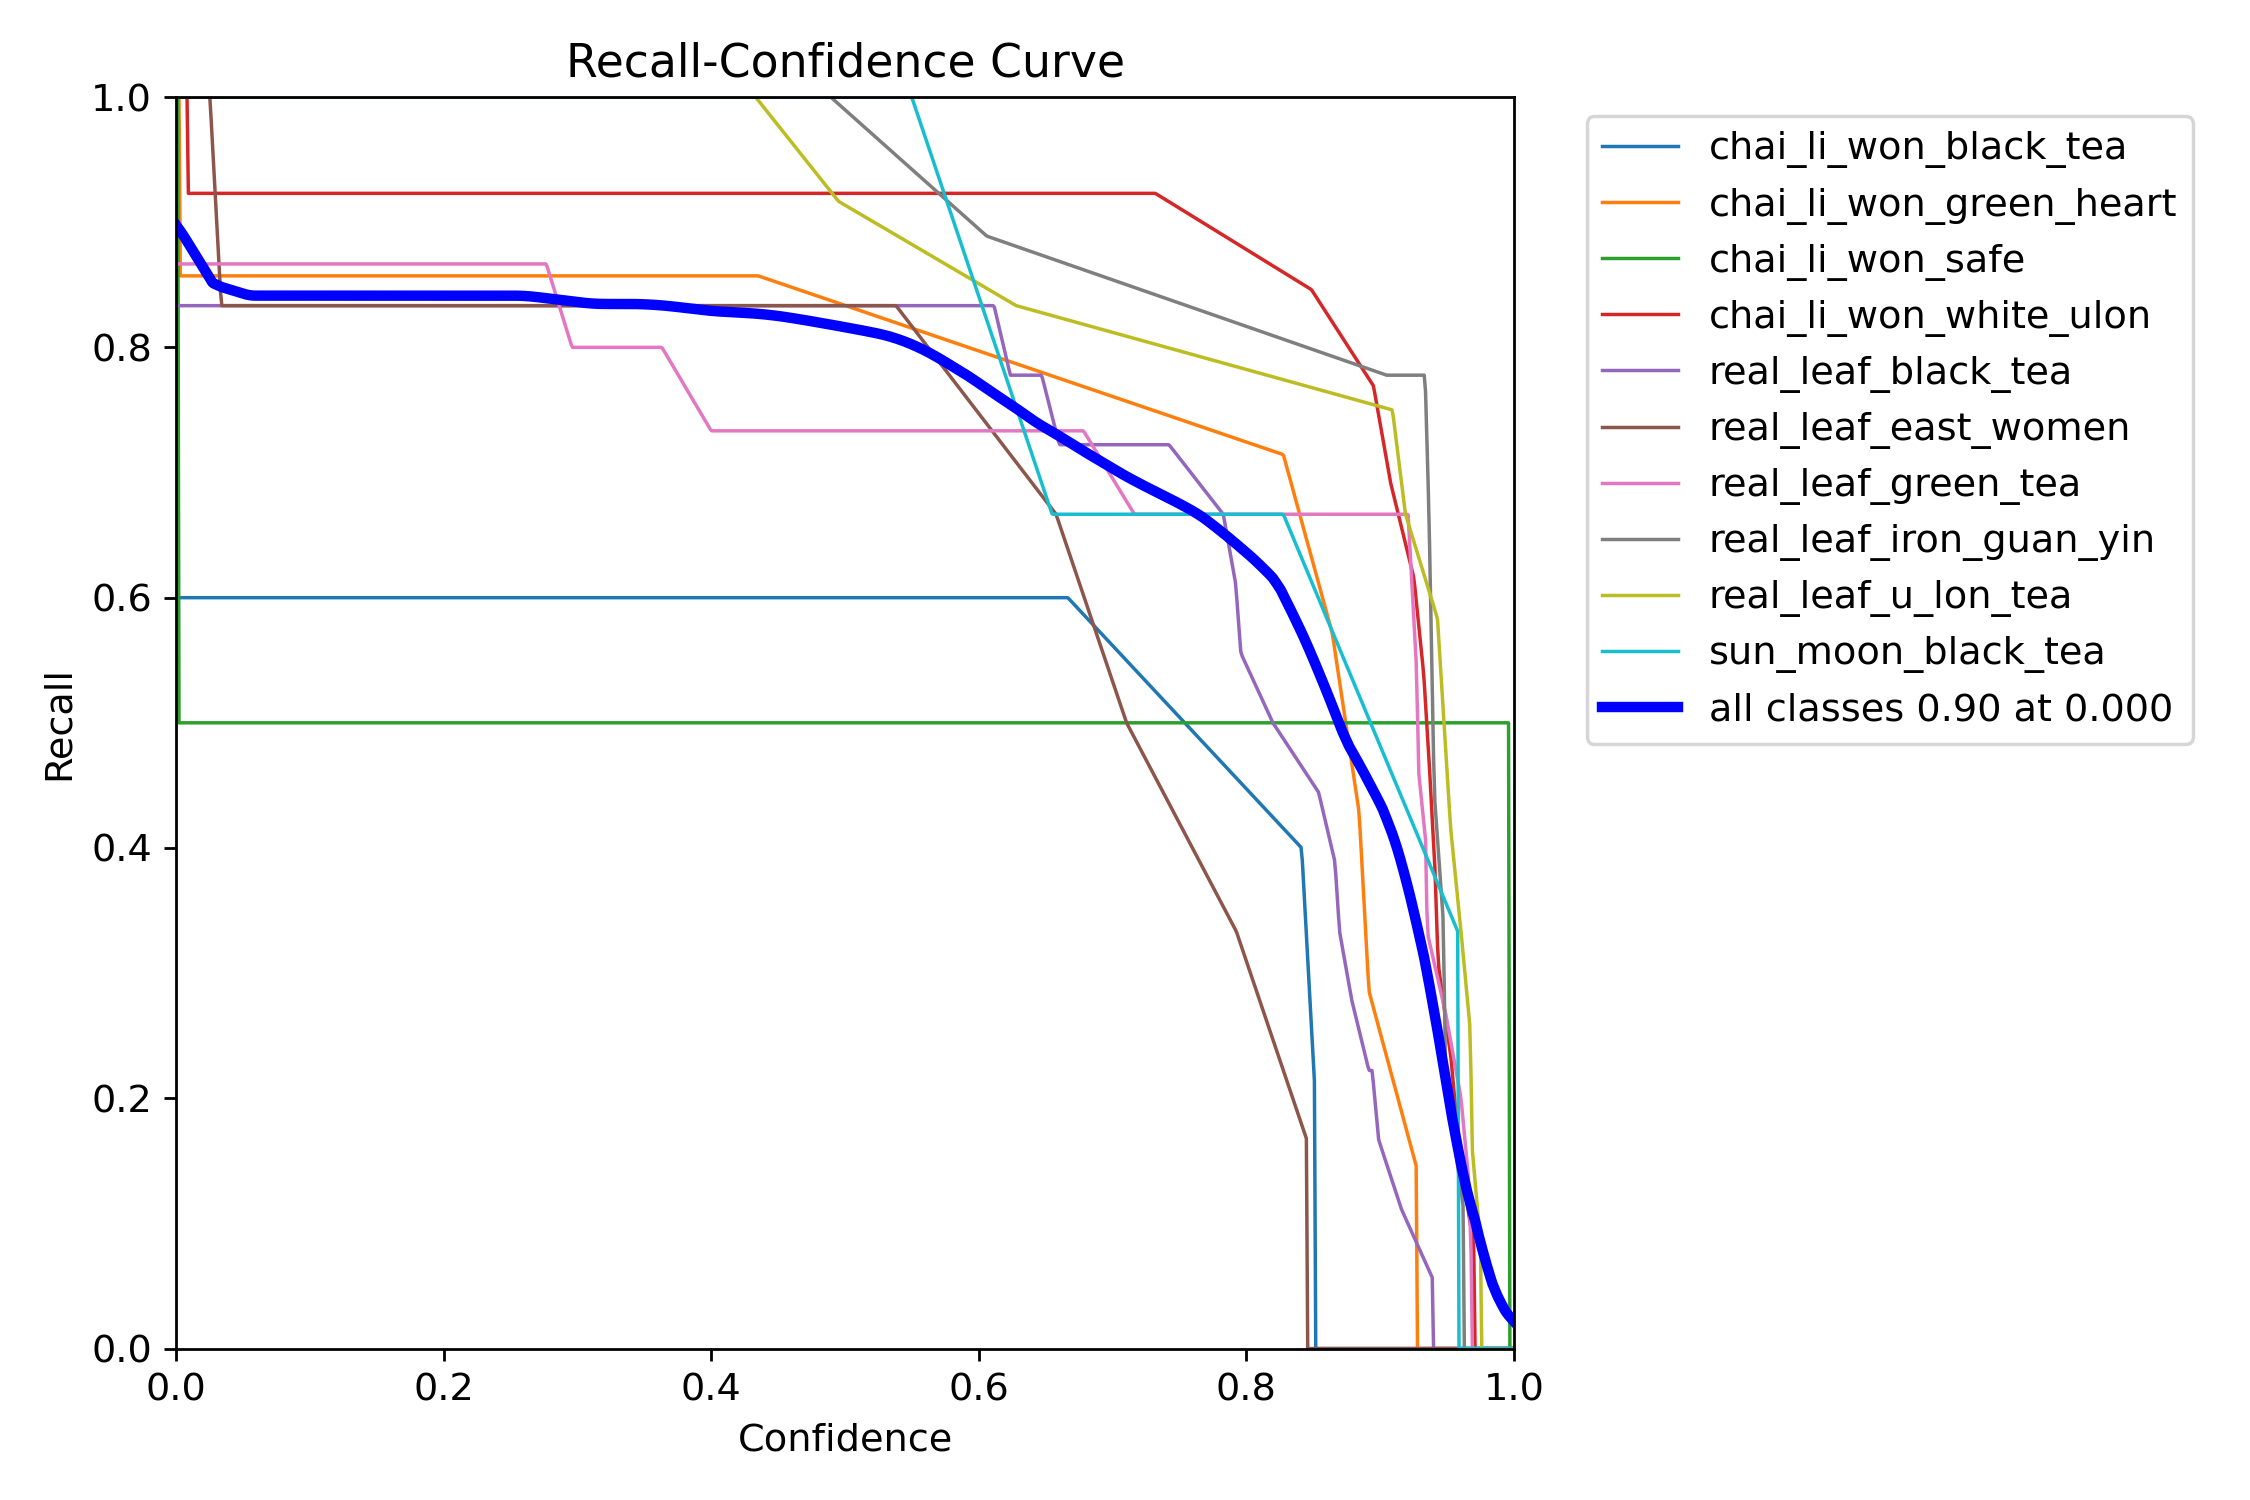 Recall-Confidence Curve
1.0
0.8
0.6
0.4
0.2
0.0
Recall
0.0 0.2 0.4 0.6 0.8 1.0
Confidence
chai_li_won_black_tea
chai_li_won_green_heart
chai_li_won_safe
chai_li_won_white_ulon
real_leaf_black_tea
real_leaf_east_women
real_leaf_green_tea
real_leaf_iron_guan_yin
real_leaf_u_lon_tea
sun_moon_black_tea
all classes 0.90 at 0.000